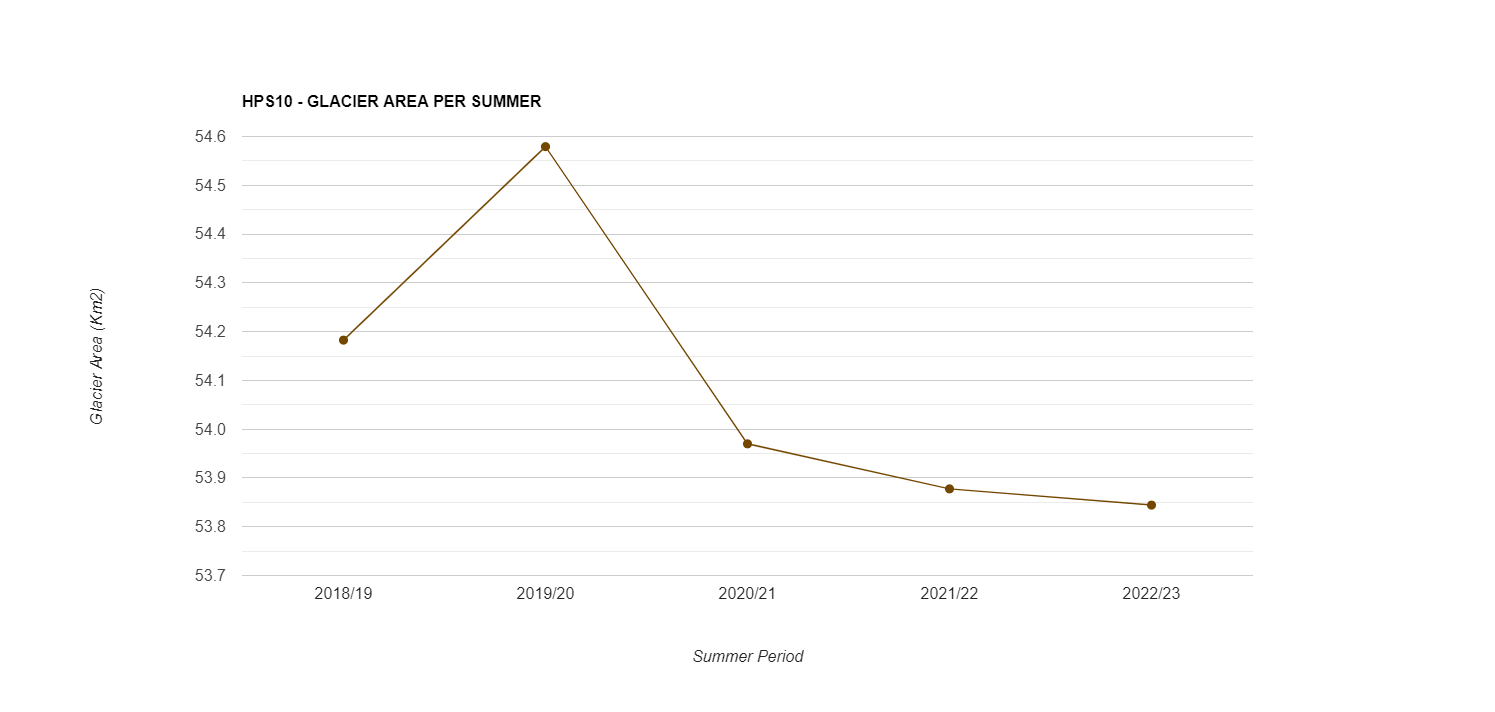 HPS10 - GLACIER AREA PER SUMMER
54.6
54.5
54.4
54.3
54.2
54.1
54.0
53.9
53.8
53.7
Glacier Area (Km2)
2018/19 2019/20 2020/21 2021/22 2022/23
Summer Period